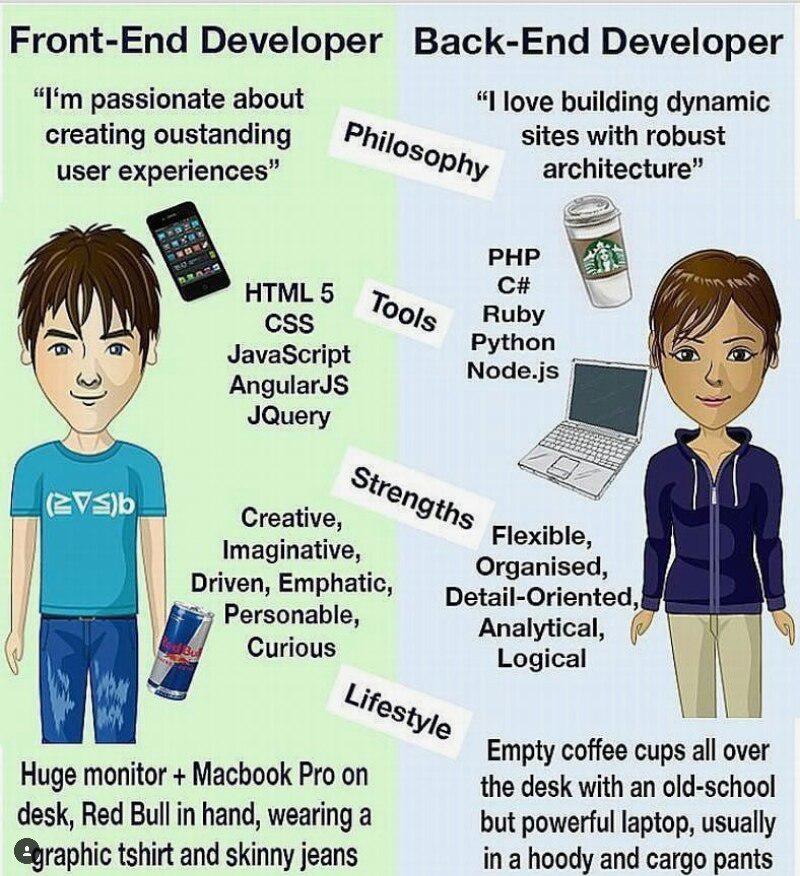 Front-End Developer
Back-End Developer
“I'm passionate about
creating oustanding
user experiences”
Philosophy
“I love building dynamic
sites with robust
architecture”
HTML 5
CSS
JavaScript
AngularJS
JQuery
Tools
PHP
C#
Ruby
Python
Node.js
(≧∇≦)b
Creative,
Imaginative,
Driven, Emphatic,
Personable,
Curious
Strengths
Flexible,
Organised,
Detail-Oriented,
Analytical,
Logical
Red Bull
Lifestyle
Huge monitor + Macbook Pro on
desk, Red Bull in hand, wearing a
graphic tshirt and skinny jeans
Empty coffee cups all over
the desk with an old-school
but powerful laptop, usually
in a hoody and cargo pants